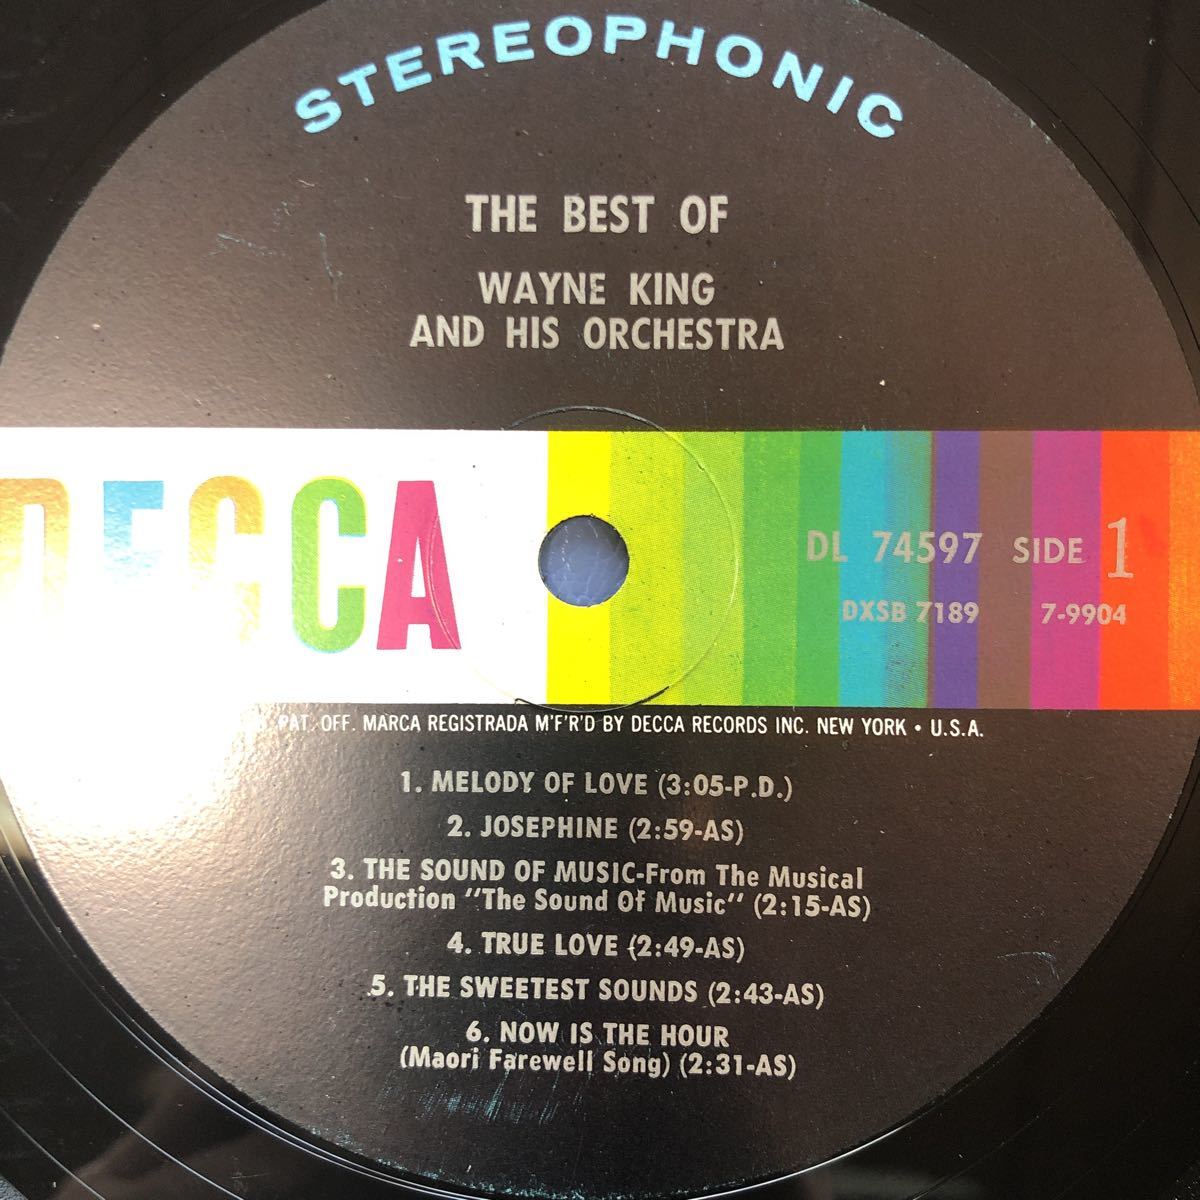 STEREOPHONIC
THE BEST OF
WAYNE KING
AND HIS ORCHESTRA
DECCA
DL 74597 SIDE 1
DXSB 7189 7-9904
PAT. OFF. MARCA REGISTRADA M'F'R'D BY DECCA RECORDS INC. NEW YORK • U.S.A.
1. MELODY OF LOVE (3:05-P.D.)
2. JOSEPHINE (2:59-AS)
3. THE SOUND OF MUSIC-From The Musical
Production "The Sound Of Music" (2:15-AS)
4. TRUE LOVE (2:49-AS)
5. THE SWEETEST SOUNDS (2:43-AS)
6. NOW IS THE HOUR
(Maori Farewell Song) (2:31-AS)